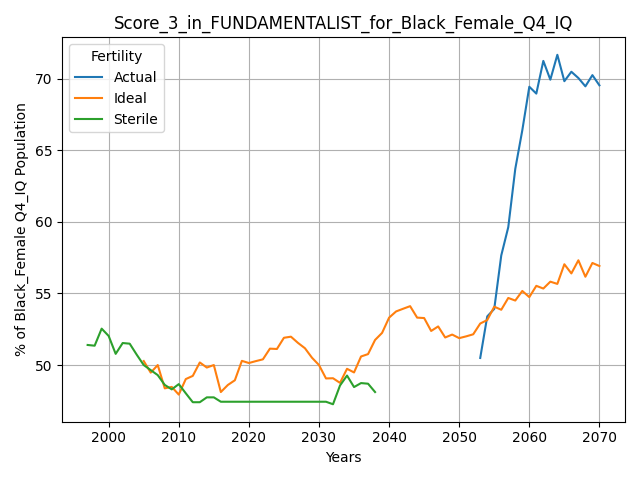 Score_3_in_FUNDAMENTALIST_for_Black_Female_Q4_IQ
Fertility
Actual
Ideal
Sterile
% of Black_Female Q4_IQ Population
70
65
60
55
50
2000
2010
2020
2030
2040
2050
2060
2070
Years